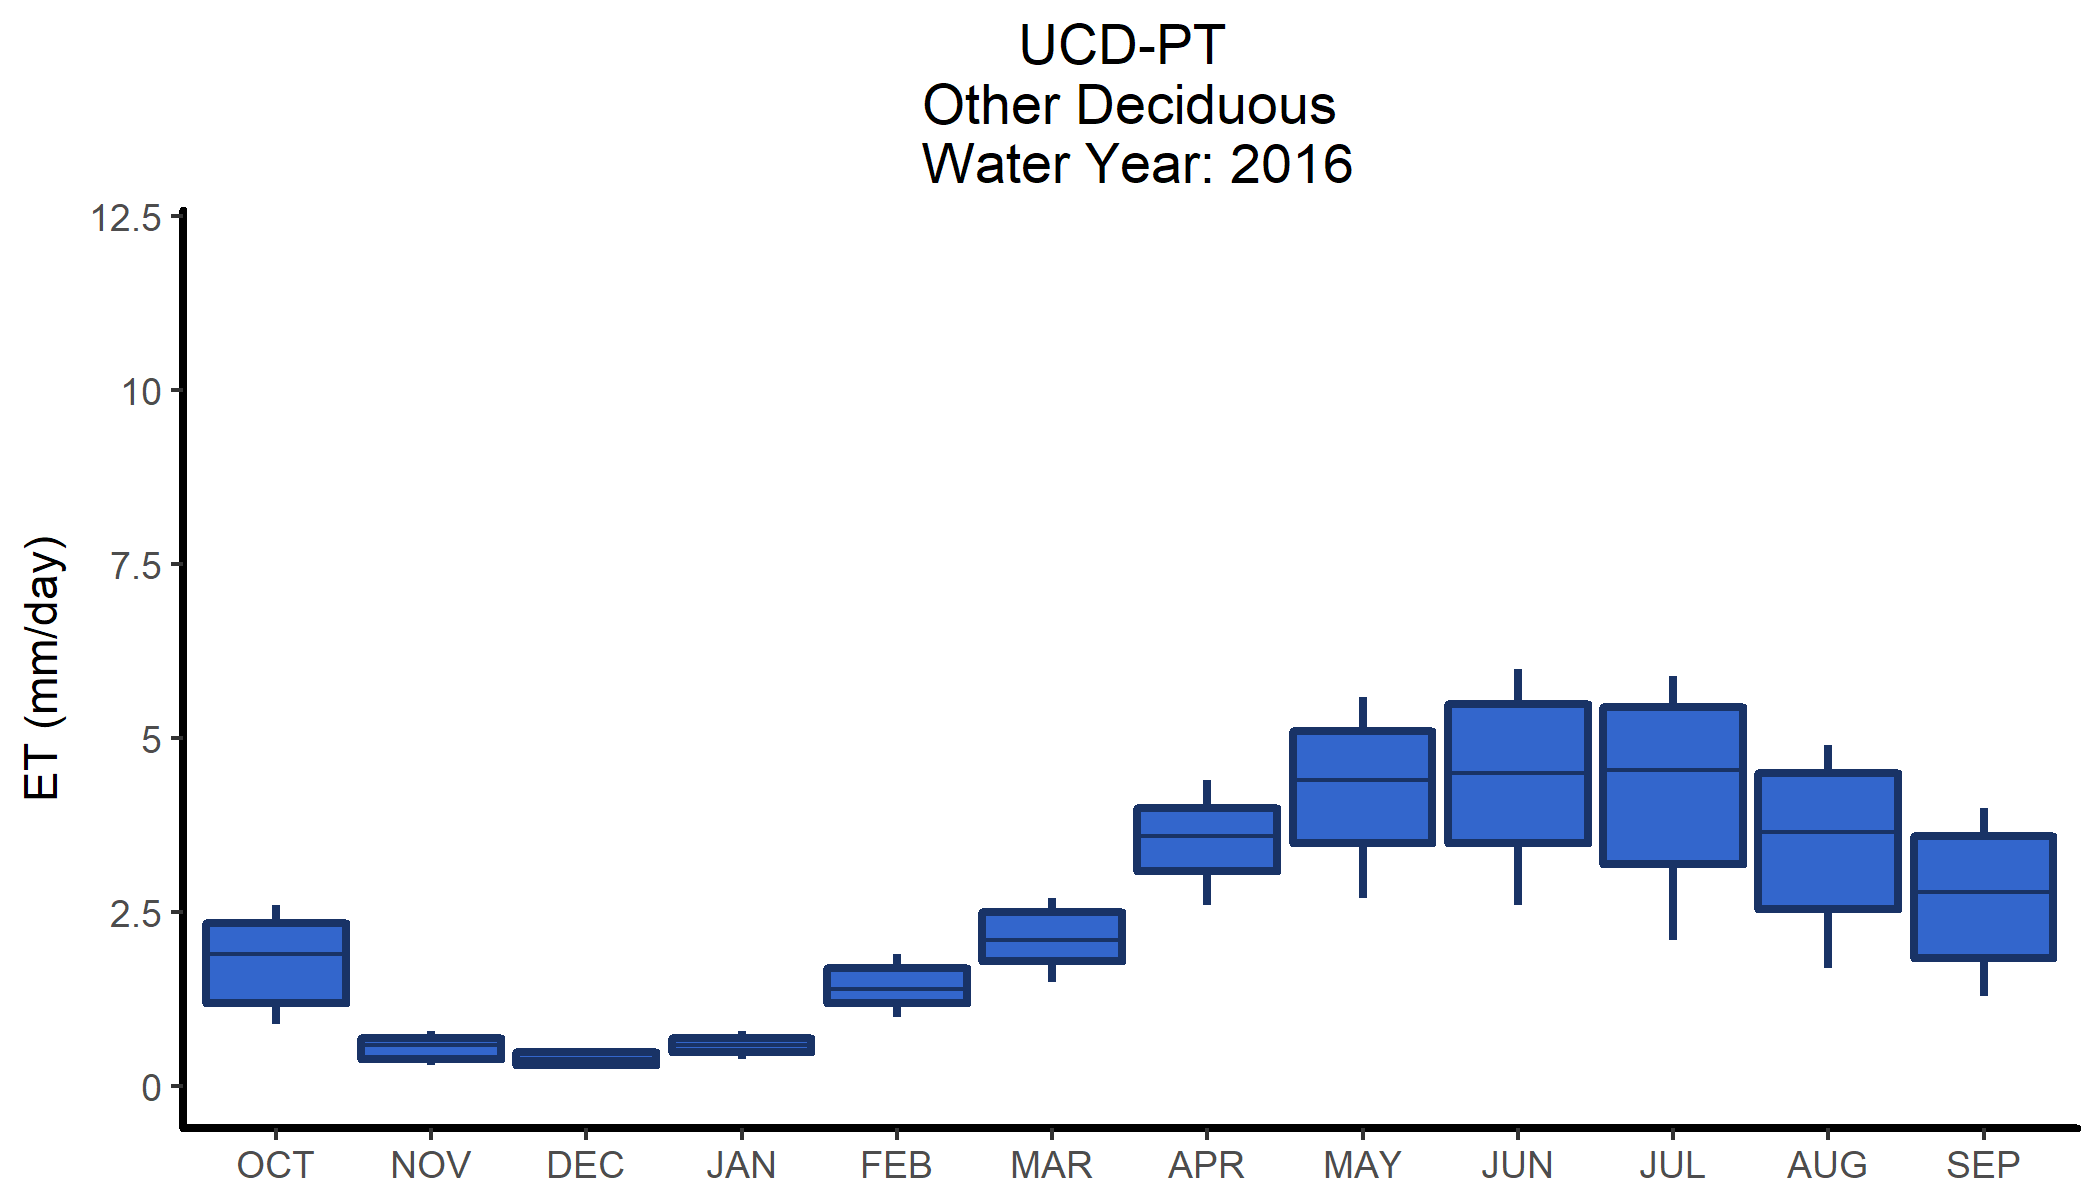 UCD-PT
Other Deciduous
Water Year: 2016
12.5
10
7.5
5
2.5
0
ET (mm/day)
OCT NOV DEC JAN FEB MAR APR MAY JUN JUL AUG SEP